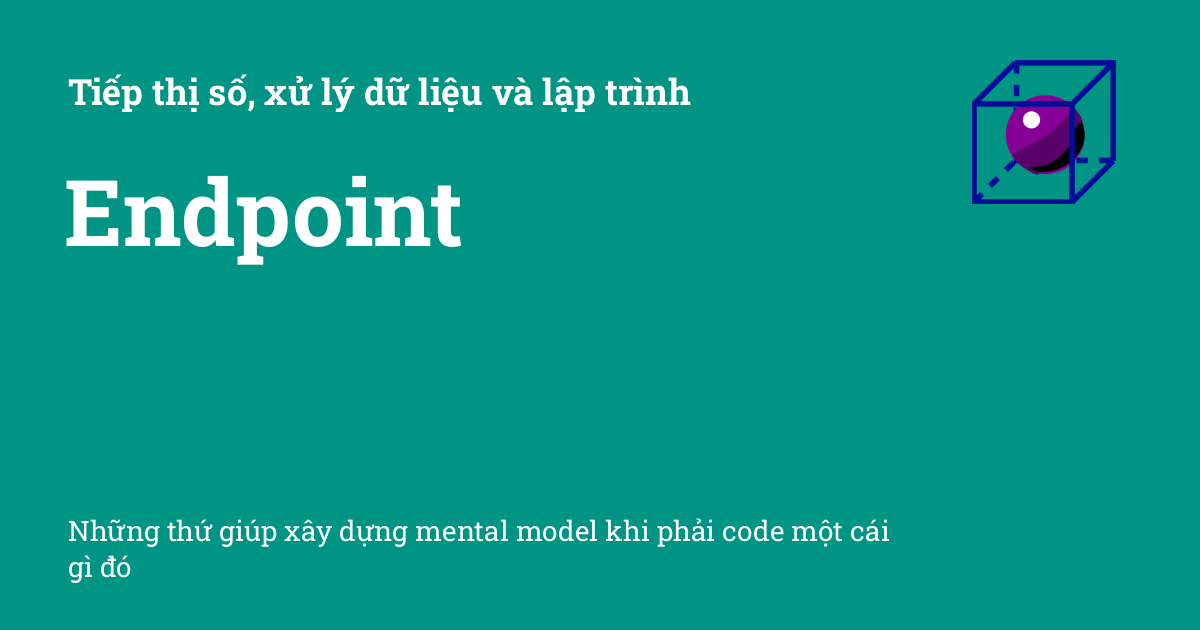 Tiếp thị số, xử lý dữ liệu và lập trình
Endpoint
Những thứ giúp xây dựng mental model khi phải code một cái
gì đó